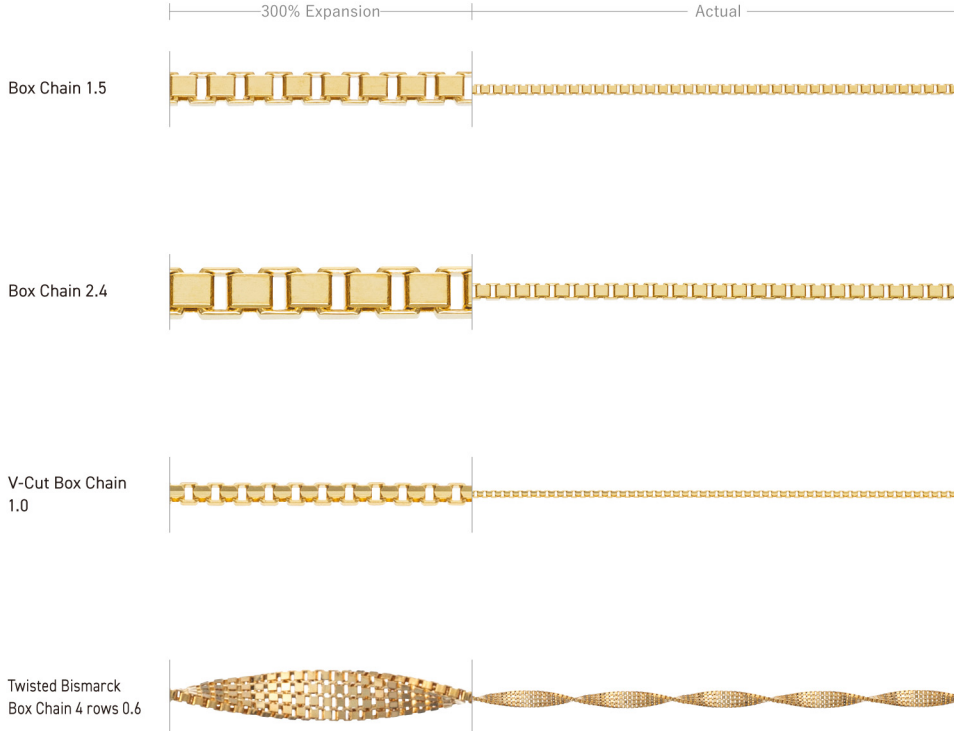 300% Expansion
Actual
Box Chain 1.5
Box Chain 2.4
V-Cut Box Chain
1.0
Twisted Bismarck
Box Chain 4 rows 0.6